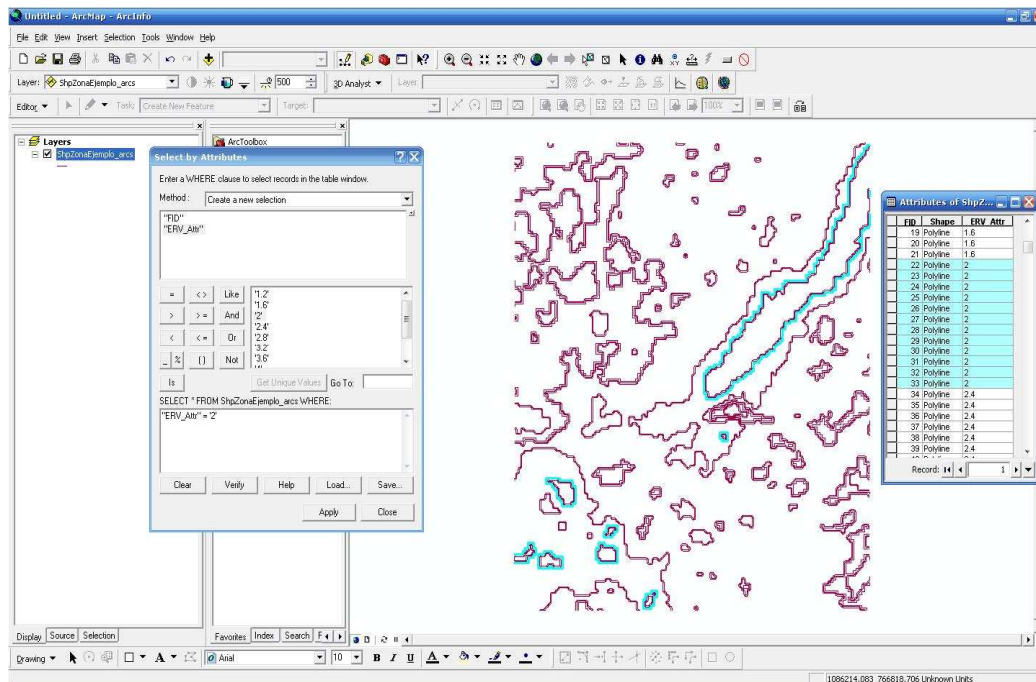 Untitled - ArcMap - ArcInfo
File Edit View Insert Selection Tools Window Help
Layer: ShpZonaEjemplo_arcs 500 3D Analyst Layer:
Editor Task: Create New Feature Target: 100%
Layers
ShpZonaEjemplo_arcs
ArcToolbox
Select by Attributes
Enter a WHERE clause to select records in the table window.
Method : Create a new selection
"FID"
"ERV_Attr"
= < > Like
> > = And
< < = Or
_ % ( ) Not
Is
'1.2'
'1.6'
'2'
'2.4'
'2.8'
'3.2'
'3.6'
Get Unique Values Go To:
SELECT * FROM ShpZonaEjemplo_arcs WHERE:
"ERV_Attr" = '2'
Clear Verify Help Load... Save...
Apply Close
Attributes of ShpZ...
FID Shape ERV_Attr
19 Polyline 1.6
20 Polyline 1.6
21 Polyline 1.6
22 Polyline 2
23 Polyline 2
24 Polyline 2
25 Polyline 2
26 Polyline 2
27 Polyline 2
28 Polyline 2
29 Polyline 2
30 Polyline 2
31 Polyline 2
32 Polyline 2
33 Polyline 2
34 Polyline 2.4
35 Polyline 2.4
36 Polyline 2.4
37 Polyline 2.4
38 Polyline 2.4
39 Polyline 2.4
Record: 1
Display Source Selection
Favorites Index Search F
Drawing A Arial 10 B I U A
1086214.083 766818.706 Unknown Units